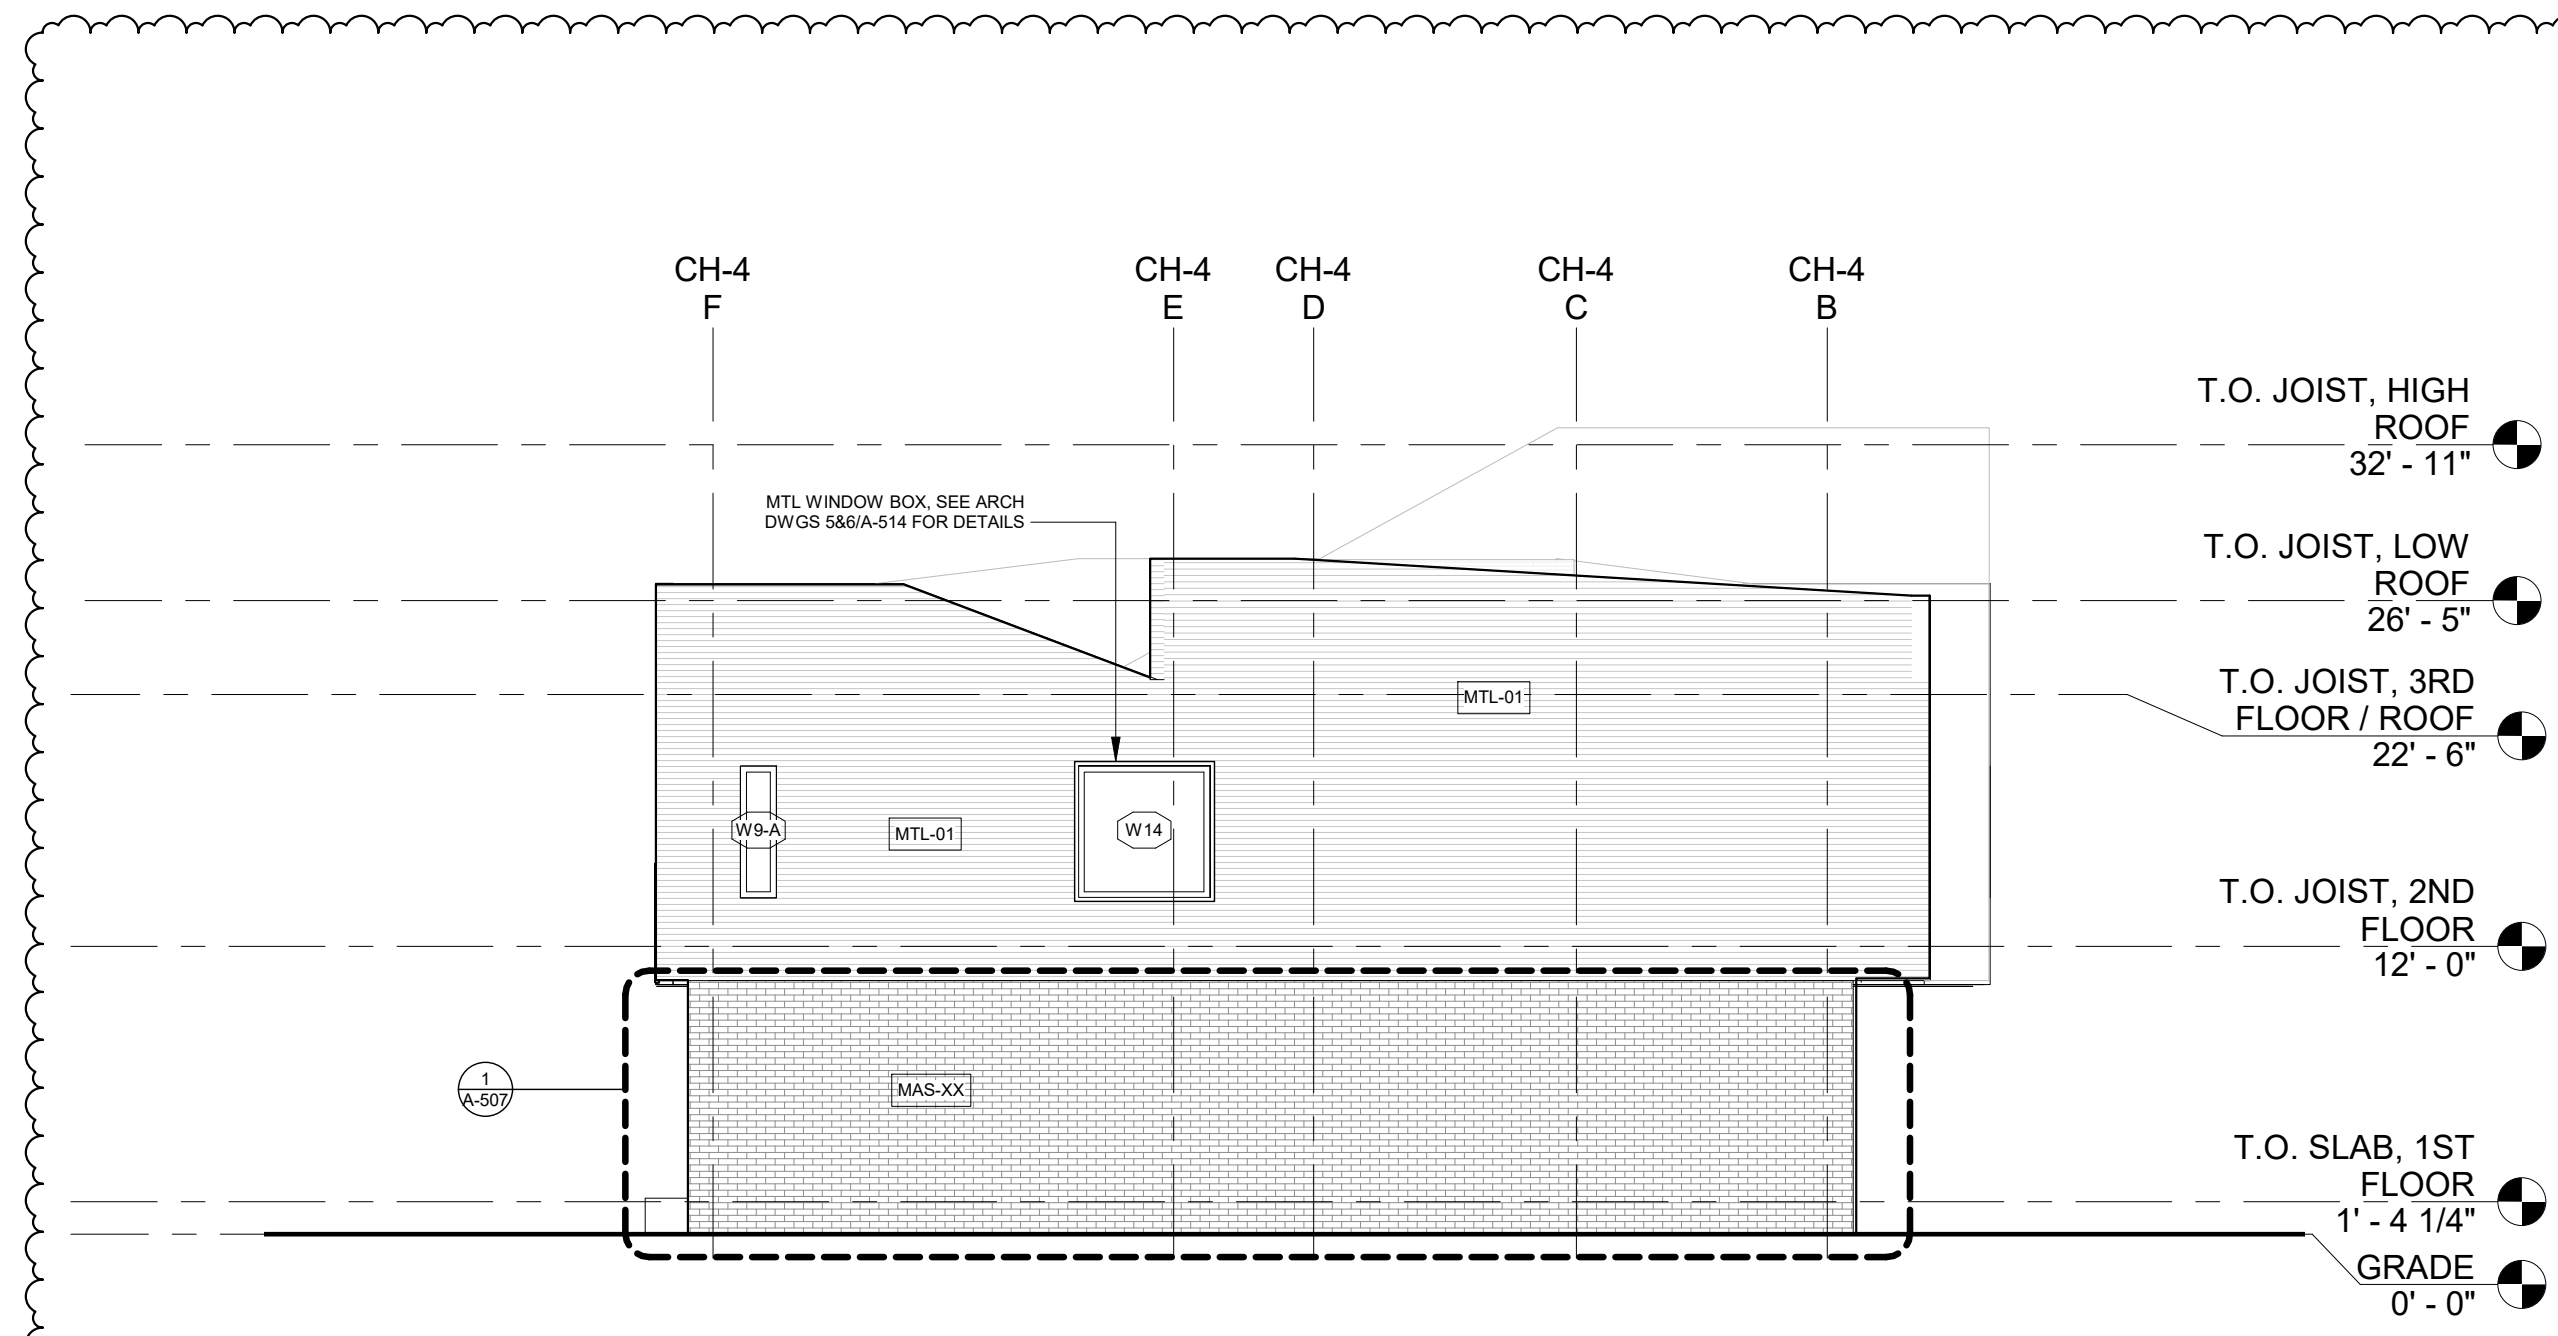 CH-4
F
CH-4
E
CH-4
D
CH-4
C
CH-4
B
T.O. JOIST, HIGH
ROOF
32' - 11"
MTL WINDOW BOX, SEE ARCH
DWGS 5&6/A-514 FOR DETAILS
T.O. JOIST, LOW
ROOF
26' - 5"
T.O. JOIST, 3RD
FLOOR / ROOF
22' - 6"
MTL-01
W9-A
MTL-01
W14
T.O. JOIST, 2ND
FLOOR
12' - 0"
1
A-507
MAS-XX
T.O. SLAB, 1ST
FLOOR
1' - 4 1/4"
GRADE
0' - 0"